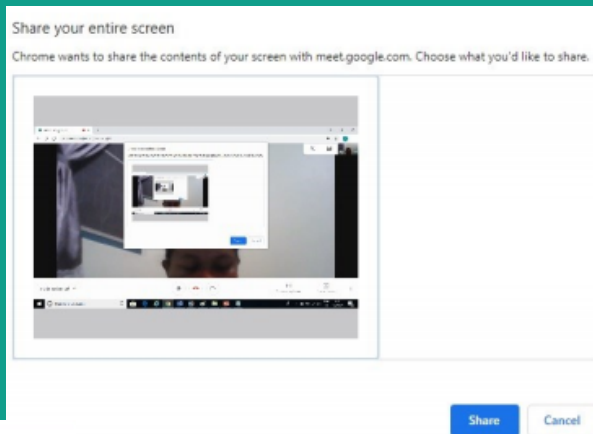 Share your entire screen
Chrome wants to share the contents of your screen with meet.google.com. Choose what you'd like to share.
Share
Cancel